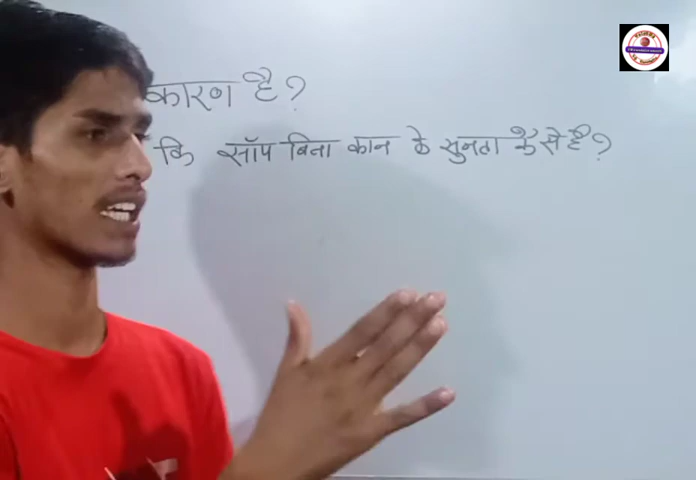 कारण है?
कि साँप बिना कान के सुनता कैसे है?